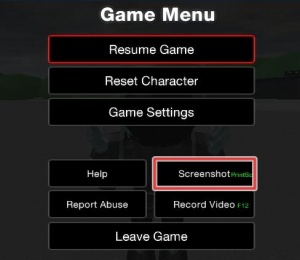 Game Menu
Resume Game
Reset Character
Game Settings
Help
Screenshot PrintSc
Report Abuse
Record Video F12
Leave Game